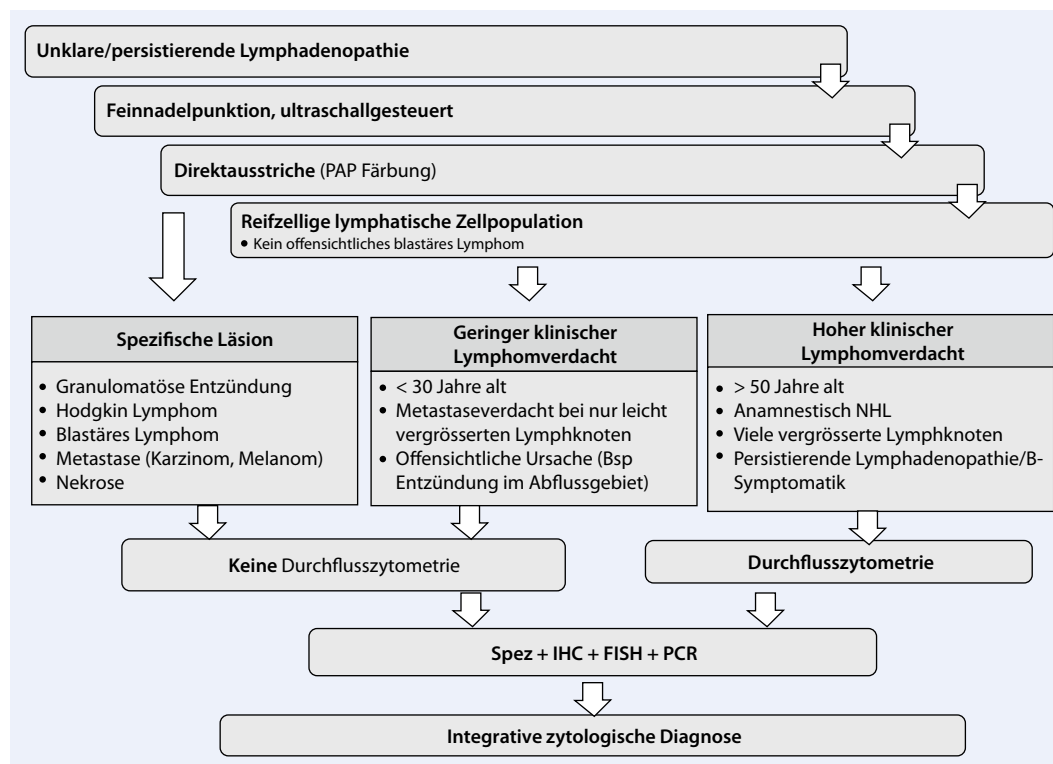 Unklare/persistierende Lymphadenopathie
Feinnadelpunktion, ultraschallgesteuert
Direktausstriche (PAP Färbung)
Reifzellige lymphatische Zellpopulation
• Kein offensichtliches blastäres Lymphom
Spezifische Läsion
• Granulomatöse Entzündung
• Hodgkin Lymphom
• Blastäres Lymphom
• Metastase (Karzinom, Melanom)
• Nekrose
Geringer klinischer
Lymphomverdacht
• < 30 Jahre alt
• Metastaseverdacht bei nur leicht
vergrösserten Lymphknoten
• Offensichtliche Ursache (Bsp
Entzündung im Abflussgebiet)
Hoher klinischer
Lymphomverdacht
• > 50 Jahre alt
• Anamnestisch NHL
• Viele vergrösserte Lymphknoten
• Persistierende Lymphadenopathie/B-
Symptomatik
Keine Durchflusszytometrie
Durchflusszytometrie
Spez + IHC + FISH + PCR
Integrative zytologische Diagnose